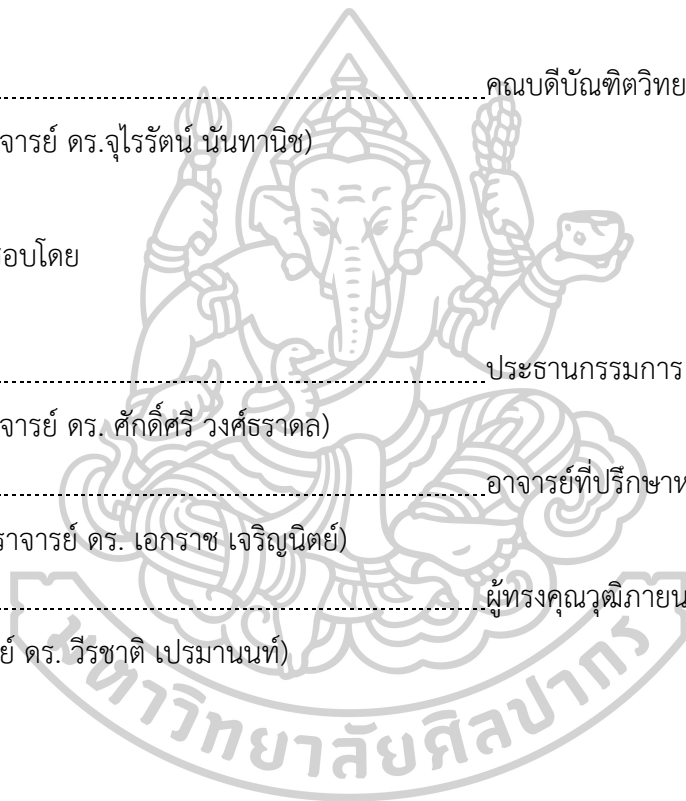 คณบดีบัณฑิตวิทย
จารย์ ดร.จุไรรัตน์ นันทานิช)
อบโดย
ประธานกรรมการ
จารย์ ดร. ศักดิ์ศรี วงศ์ธราดล)
อาจารย์ที่ปรึกษาห
ราจารย์ ดร. เอกราช เจริญนิตย์)
ผู้ทรงคุณวุฒิภายน
ย์ ดร. วีรชาติ เปรมานนท์)
มหาวิทยาลัยศิลปากร